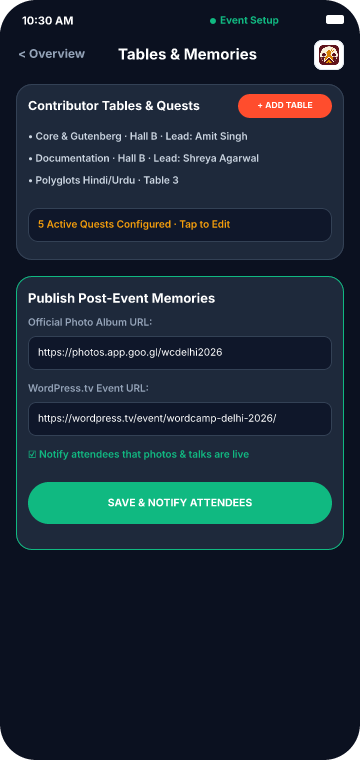 10:30 AM
● Event Setup
< Overview
Tables & Memories
Contributor Tables & Quests
+ ADD TABLE
• Core & Gutenberg · Hall B · Lead: Amit Singh
• Documentation · Hall B · Lead: Shreya Agarwal
• Polyglots Hindi/Urdu · Table 3
5 Active Quests Configured · Tap to Edit
Publish Post-Event Memories
Official Photo Album URL:
https://photos.app.goo.gl/wcdelhi2026
WordPress.tv Event URL:
https://wordpress.tv/event/wordcamp-delhi-2026/
☑ Notify attendees that photos & talks are live
SAVE & NOTIFY ATTENDEES